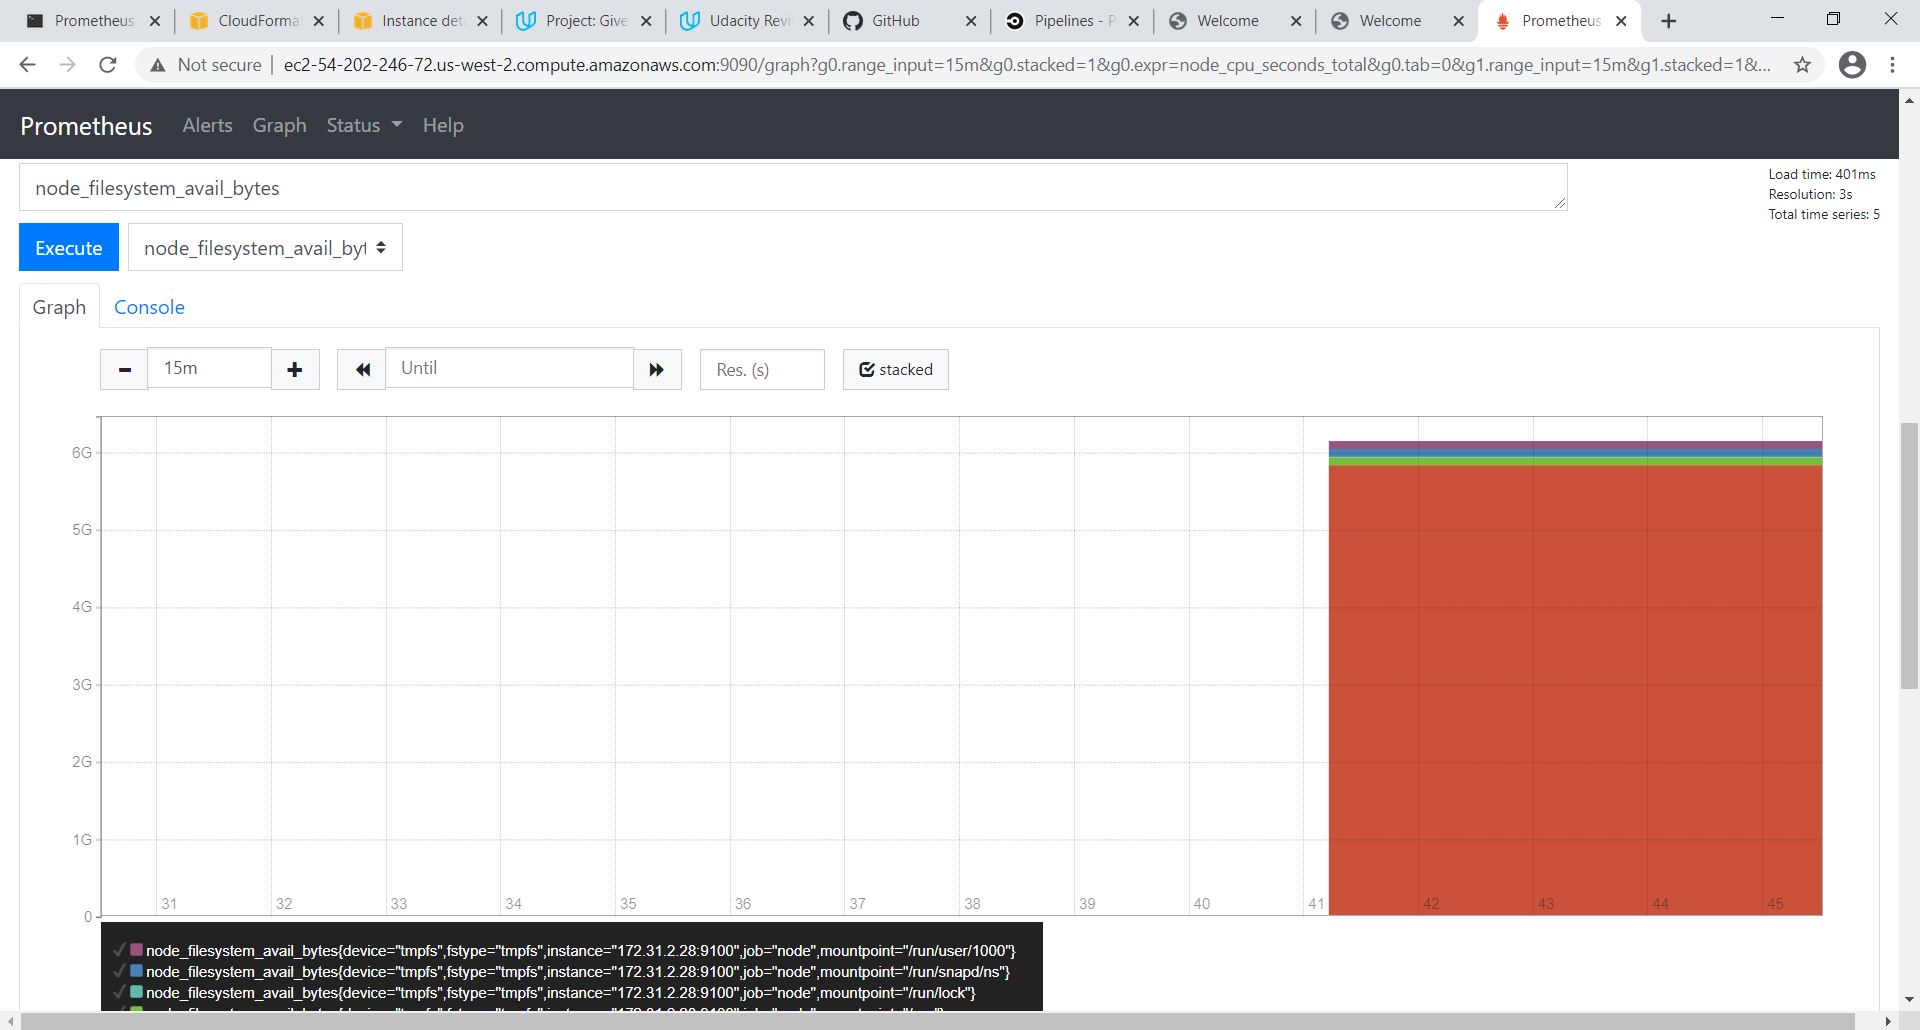 Prometheus
CloudForma
Instance det
Project: Give
Udacity Revi
GitHub
Pipelines - P
Welcome
Welcome
Prometheus
Not secure | ec2-54-202-246-72.us-west-2.compute.amazonaws.com:9090/graph?g0.range_input=15m&g0.stacked=1&g0.expr=node_cpu_seconds_total&g0.tab=0&g1.range_input=15m&g1.stacked=1&...
Prometheus Alerts Graph Status Help
node_filesystem_avail_bytes
Load time: 401ms
Resolution: 3s
Total time series: 5
Execute node_filesystem_avail_byt
Graph Console
15m Until Res. (s) stacked
6G
5G
4G
3G
2G
1G
0
31 32 33 34 35 36 37 38 39 40 41 42 43 44 45
node_filesystem_avail_bytes{device="tmpfs",fstype="tmpfs",instance="172.31.2.28:9100",job="node",mountpoint="/run/user/1000"}
node_filesystem_avail_bytes{device="tmpfs",fstype="tmpfs",instance="172.31.2.28:9100",job="node",mountpoint="/run/snapd/ns"}
node_filesystem_avail_bytes{device="tmpfs",fstype="tmpfs",instance="172.31.2.28:9100",job="node",mountpoint="/run/lock"}